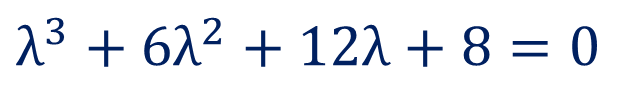 λ³ + 6λ² + 12λ + 8 = 0